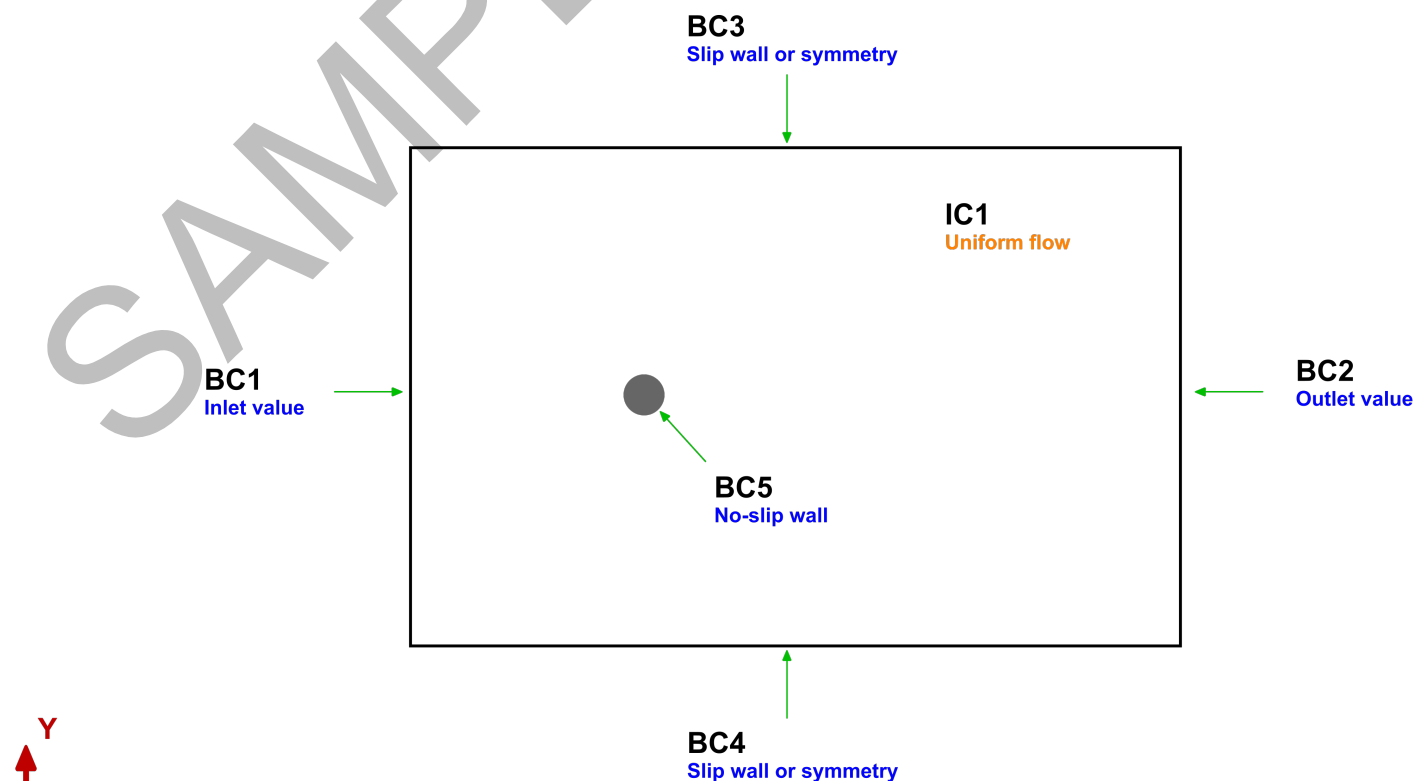 BC3
Slip wall or symmetry
IC1
Uniform flow
BC1
Inlet value
BC2
Outlet value
BC5
No-slip wall
Y
BC4
Slip wall or symmetry